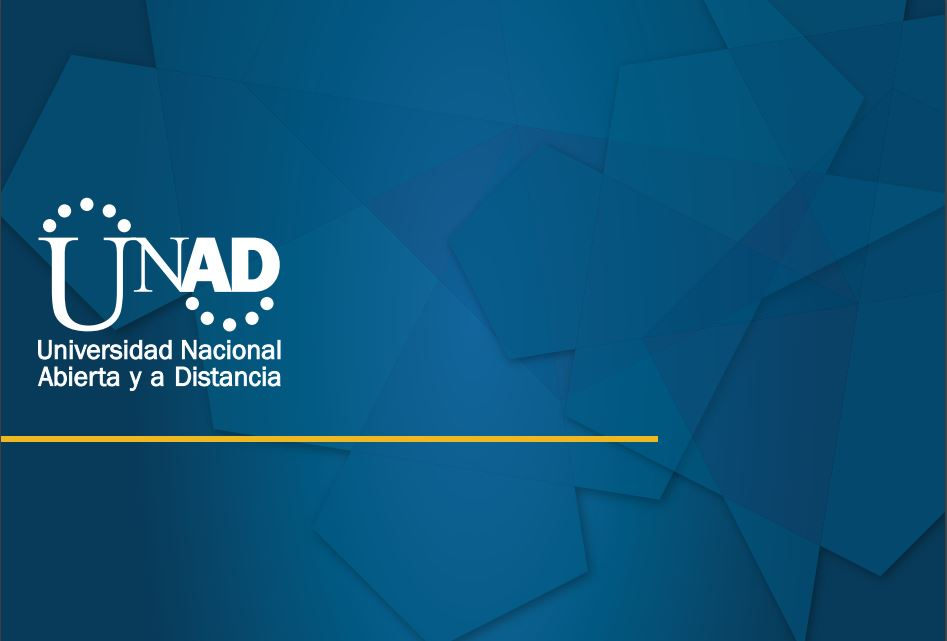 UNAD
Universidad Nacional
Abierta y a Distancia